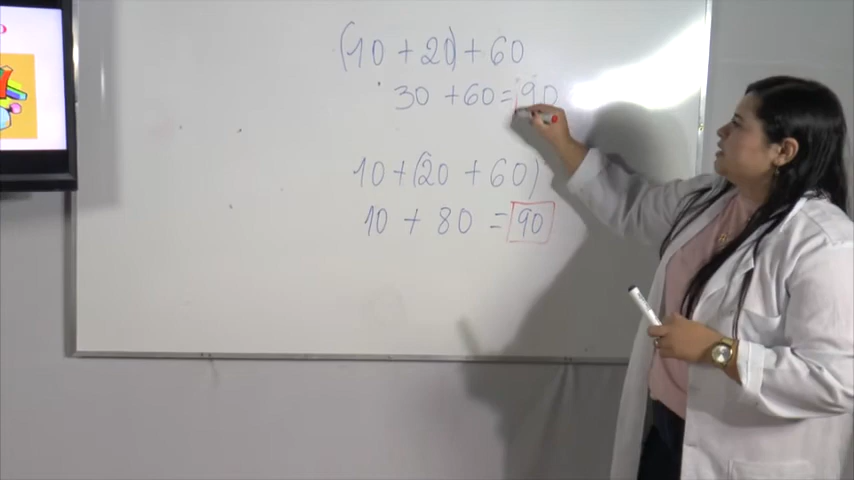 (10 + 20) + 60
30 + 60 = 90
10 + (20 + 60)
10 + 80 = 90